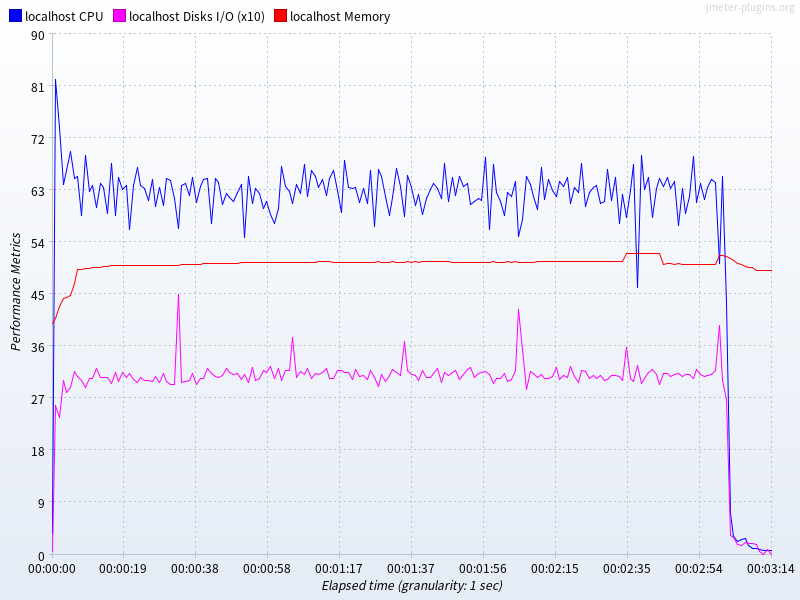 jmeter-plugins.org
localhost CPU localhost Disks I/O (x10) localhost Memory
90
81
72
63
54
45
36
27
18
9
0
Performance Metrics
00:00:00 00:00:19 00:00:38 00:00:58 00:01:17 00:01:37 00:01:56 00:02:15 00:02:35 00:02:54 00:03:14
Elapsed time (granularity: 1 sec)